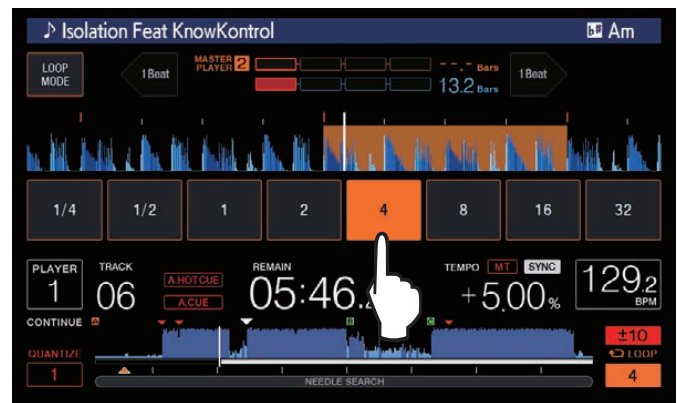 ♪ Isolation Feat KnowKontrol Am
LOOP MODE
1Beat
MASTER PLAYER 2
--.- Bars
13.2 Bars
1Beat
1/4 1/2 1 2 4 8 16 32
PLAYER 1
TRACK 06
A.HOTCUE
A.CUE
REMAIN
05:46.
TEMPO MT SYNC
+5.00%
129.2 BPM
CONTINUE A B C
±10
QUANTIZE 1
NEEDLE SEARCH
LOOP 4